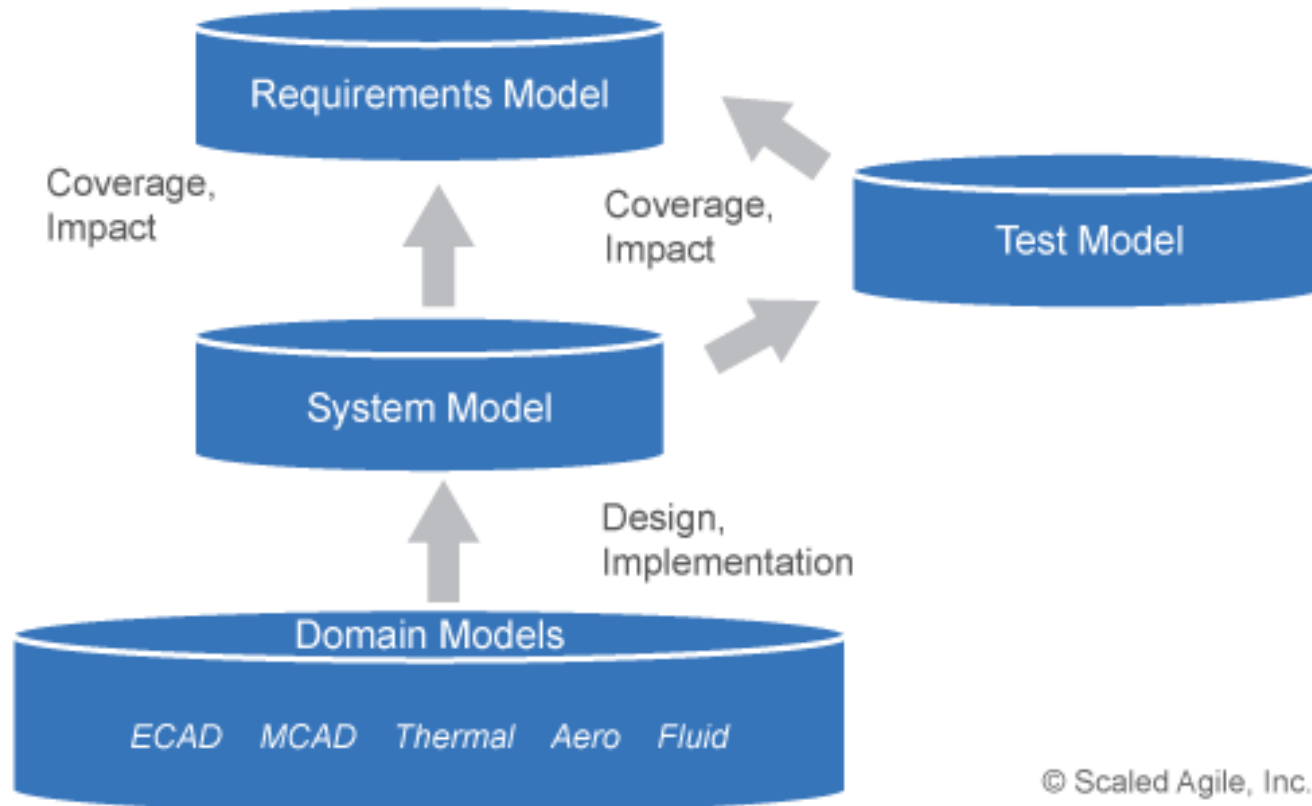 Requirements Model
Coverage,
Impact
Coverage,
Impact
Test Model
System Model
Design,
Implementation
Domain Models
ECAD MCAD Thermal Aero Fluid
© Scaled Agile, Inc.